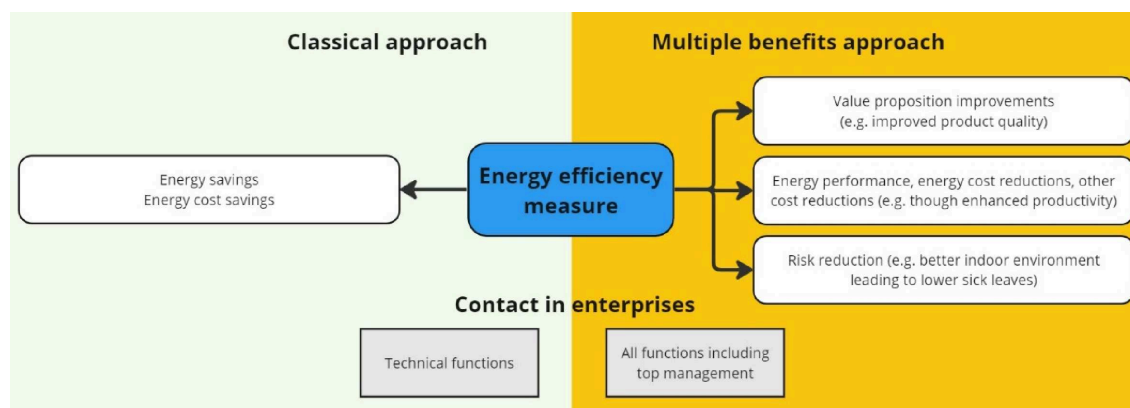 Classical approach
Multiple benefits approach
Energy savings
Energy cost savings
Energy efficiency
measure
Value proposition improvements
(e.g. improved product quality)
Energy performance, energy cost reductions, other
cost reductions (e.g. though enhanced productivity)
Risk reduction (e.g. better indoor environment
leading to lower sick leaves)
Contact in enterprises
Technical functions
All functions including
top management